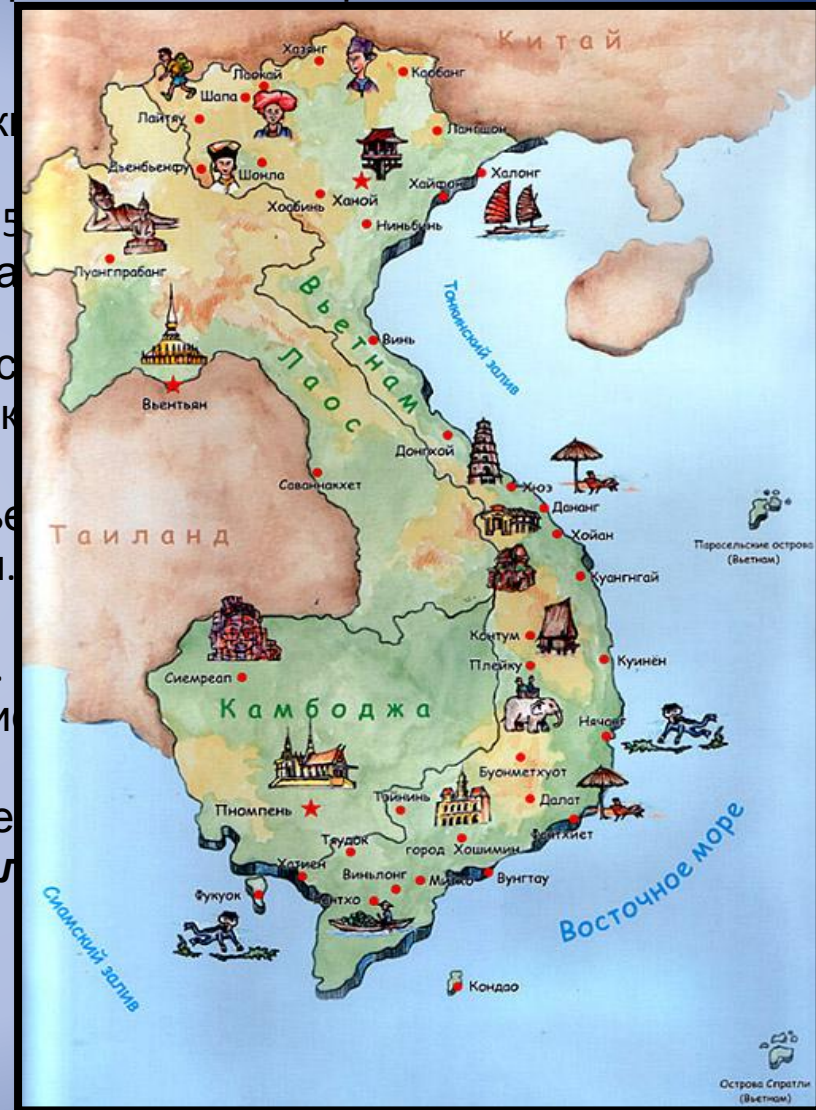 Китай
Хазянг
Каобанг
Лаокай
Шапа
Лайтяу
Лангшон
Дьенбьенфу
Шонла
Халонг
Хайфон
Ханой
Хоабинь
Ниньбинь
Луангпрабанг
Вьетнам
Тонкинский залив
Винь
Лаос
Вьентьян
Донгхой
Саваннакхет
Хюэ
Дананг
Хойан
Таиланд
Парасельские острова
(Вьетнам)
Куангнгай
Контум
Плейку
Куинён
Сиемреап
Камбоджа
Нячанг
Буонметхуот
Далат
Тэйнинь
Пномпень
Фантхиет
Тяудок
город Хошимин
Хатиен
Виньлонг
Митхо
Вунгтау
Фукуок
Восточное море
Сиамский залив
Кондао
Острова Спратли
(Вьетнам)